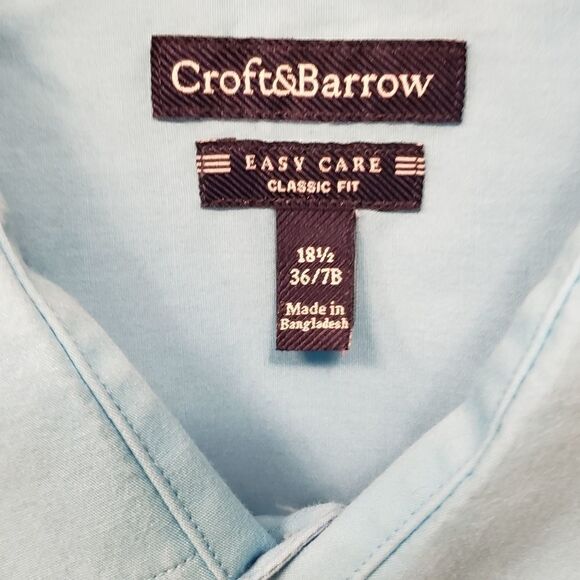 Croft&Barrow
EASY CARE
CLASSIC FIT
18½
36/7B
Made in
Bangladesh